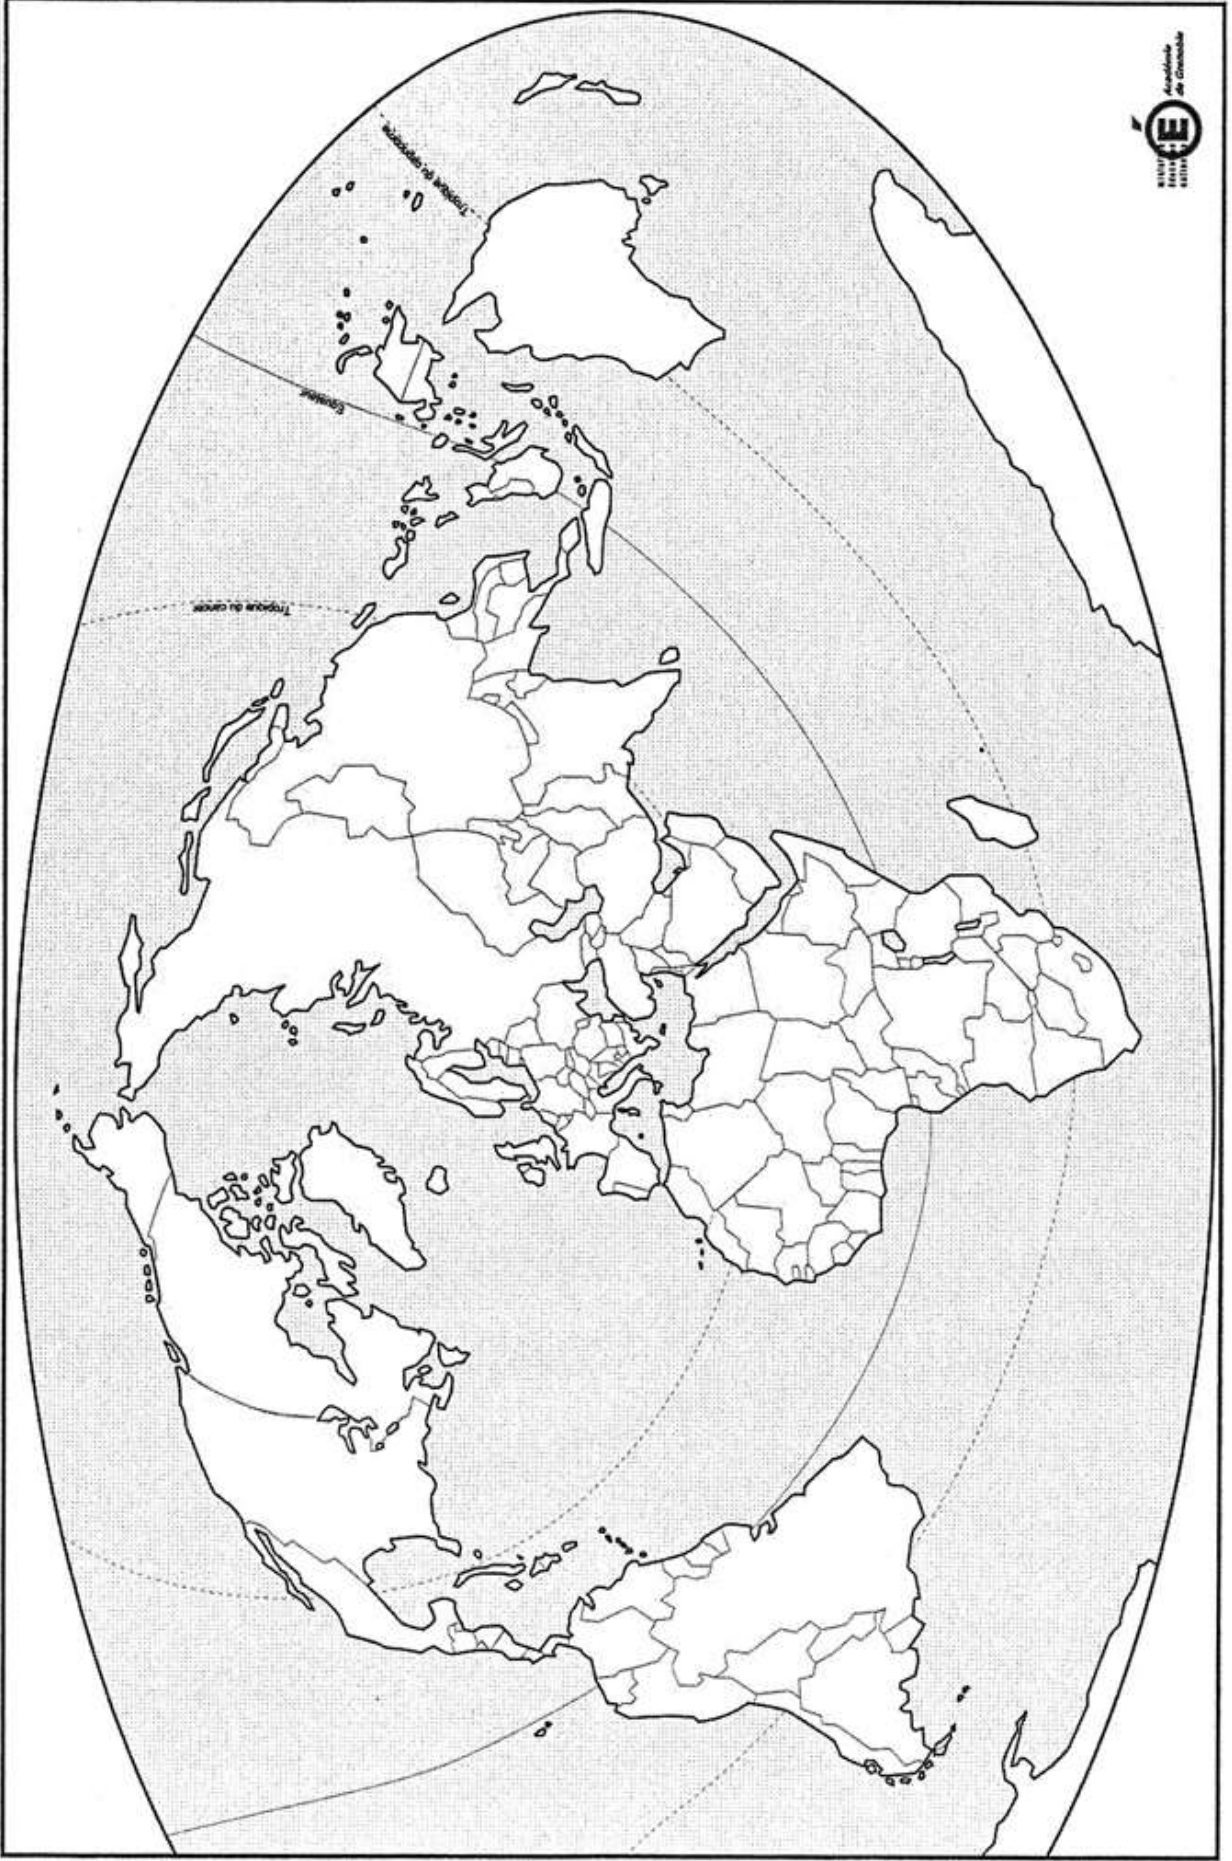 Tropique du capricorne
Equateur
Tropique du cancer
É
Académie
de Grenoble